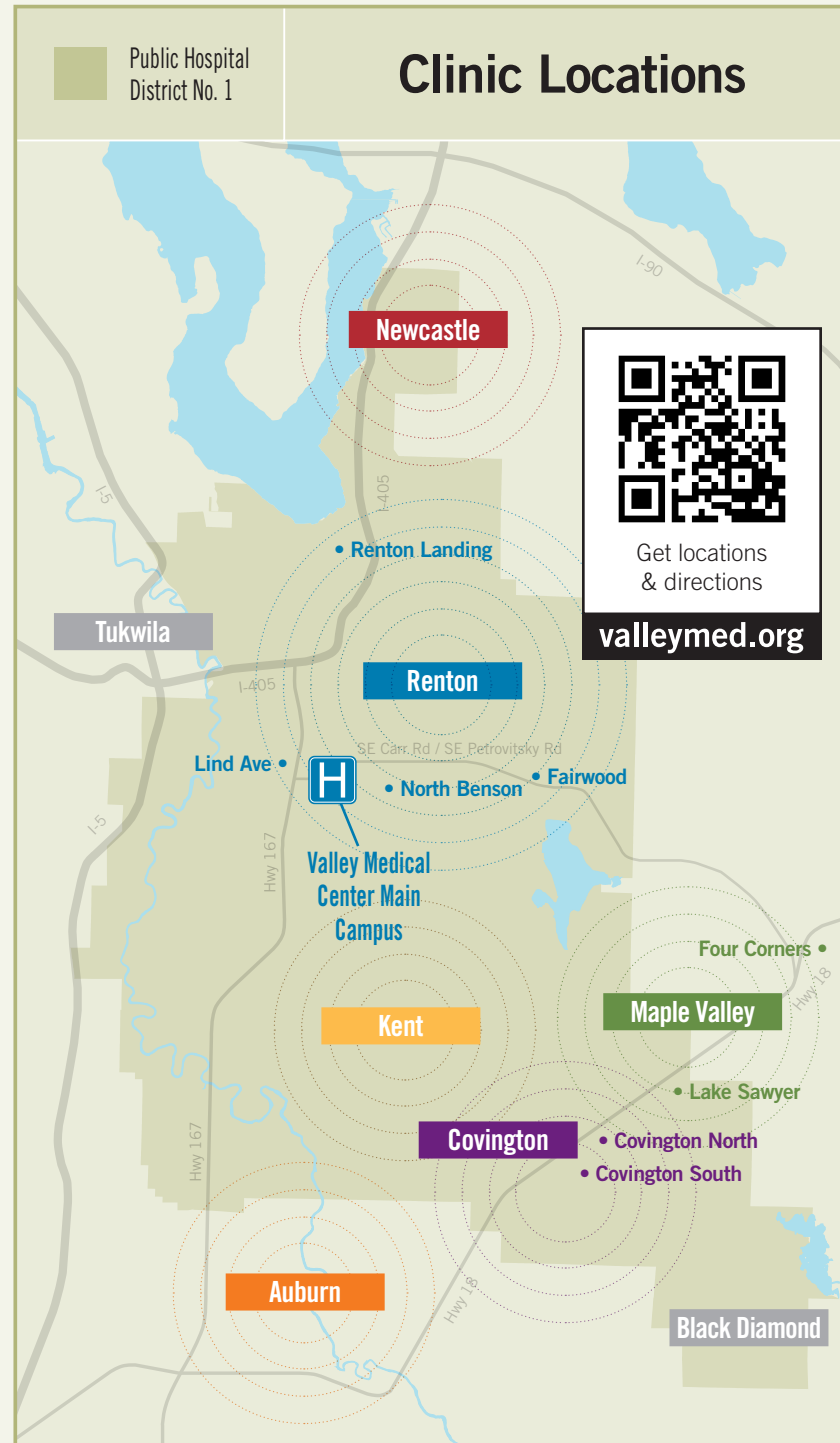 Public Hospital
District No. 1
Clinic Locations
I-90
Newcastle
I-5
I-405
Get locations
& directions
valleymed.org
• Renton Landing
Tukwila
Renton
I-405
SE Carr Rd / SE Petrovitsky Rd
Lind Ave •
H
• North Benson
• Fairwood
I-5
Hwy 167
Valley Medical
Center Main
Campus
Four Corners •
Hwy 18
Maple Valley
Kent
• Lake Sawyer
Hwy 167
Covington
• Covington North
• Covington South
Auburn
Hwy 18
Black Diamond